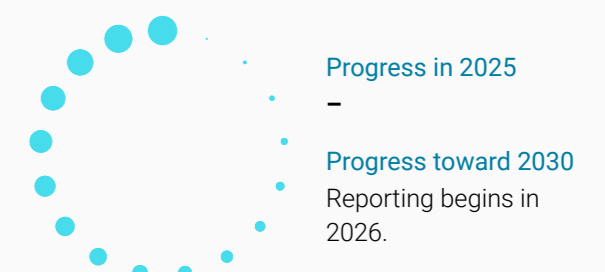 Progress in 2025
–
Progress toward 2030
Reporting begins in
2026.